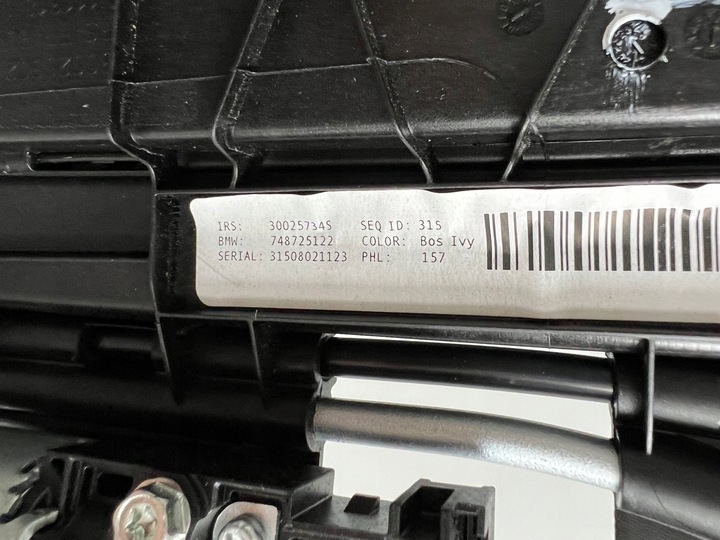 IRS: 30025734S SEQ ID: 315
BMW: 748725122 COLOR: Bos Ivy
SERIAL: 31508021123 PHL: 157